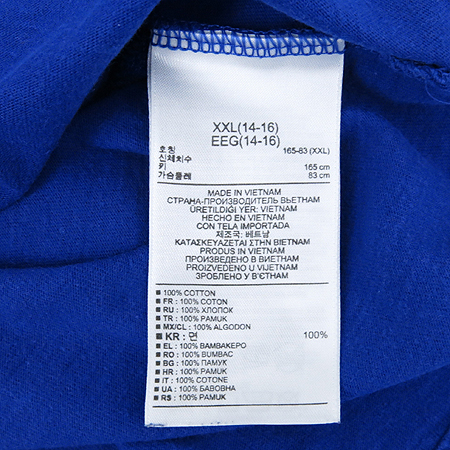 XXL(14-16)
EEG(14-16)
호칭 165-83 (XXL)
신체치수
키 165 cm
가슴둘레 83 cm
MADE IN VIETNAM
СТРАНА-ПРОИЗВОДИТЕЛЬ ВЬЕТНАМ
ÜRETİLDİĞİ YER: VIETNAM
HECHO EN VIETNAM
CON TELA IMPORTADA
제조국: 베트남
ΚΑΤΑΣΚΕΥΑΖΕΤΑΙ ΣΤΗΝ ΒΙΕΤΝΑΜ
PRODUS IN VIETNAM
ПРОИЗВЕДЕНО В ВИЕТНАМ
PROIZVEDENO U VIJETNAM
ЗРОБЛЕНО У В'ЄТНАМ
■ 100% COTTON
■ FR : 100% COTON
■ RU : 100% ХЛОПОК
■ TR : 100% PAMUK
■ MX/CL : 100% ALGODON
■ KR : 면 100%
■ EL : 100% ΒΑΜΒΑΚΕΡΟ
■ RO : 100% BUMBAC
■ BG : 100% ПАМУК
■ HR : 100% PAMUK
■ IT : 100% COTONE
■ UA : 100% БАВОВНА
■ RS : 100% PAMUK